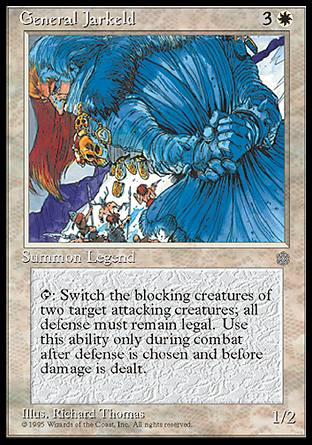 General Jarkeld 3
Summon Legend
: Switch the blocking creatures of
two target attacking creatures; all
defense must remain legal. Use
this ability only during combat
after defense is chosen and before
damage is dealt.
Illus. Richard Thomas
©1995 Wizards of the Coast, Inc. All rights reserved.
1/2